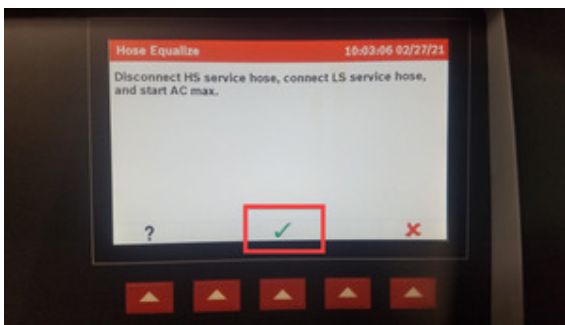 Hose Equalize 10:03:06 02/27/21
Disconnect HS service hose, connect LS service hose,
and start AC max.
?